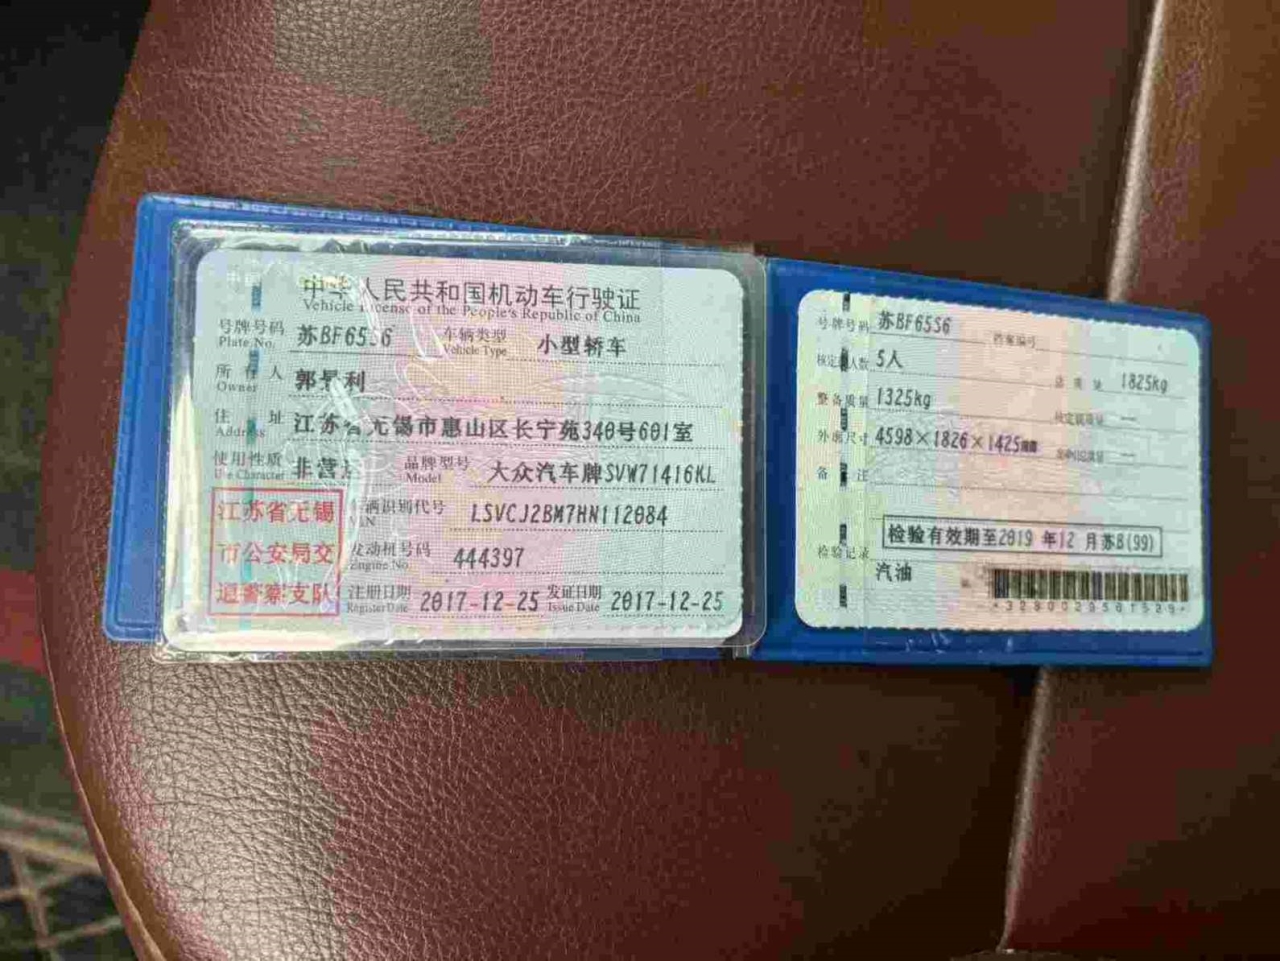 中华人民共和国机动车行驶证
Vehicle License of the People's Republic of China
号牌号码 苏BF6556 车辆类型 小型轿车
Plate No. Vehicle Type
所有人 郭景利
Owner
住址 江苏省无锡市惠山区长宁苑340号601室
Address
使用性质 非营运 品牌型号 大众汽车牌SVW71416KL
Use Character Model
江苏省无锡
市公安局交
通警察支队
车辆识别代号 LSVCJ2BM7HN112084
VIN
发动机号码 444397
Engine No.
注册日期 2017-12-25 发证日期 2017-12-25
Register Date Issue Date
号牌号码 苏BF6556 档案编号
核定载人数 5人 总质量 1825kg
整备质量 1325kg 核定载质量 --
外廓尺寸 4598×1826×1425mm --
备注
检验有效期至2019年12月苏B(99)
检验记录
汽油